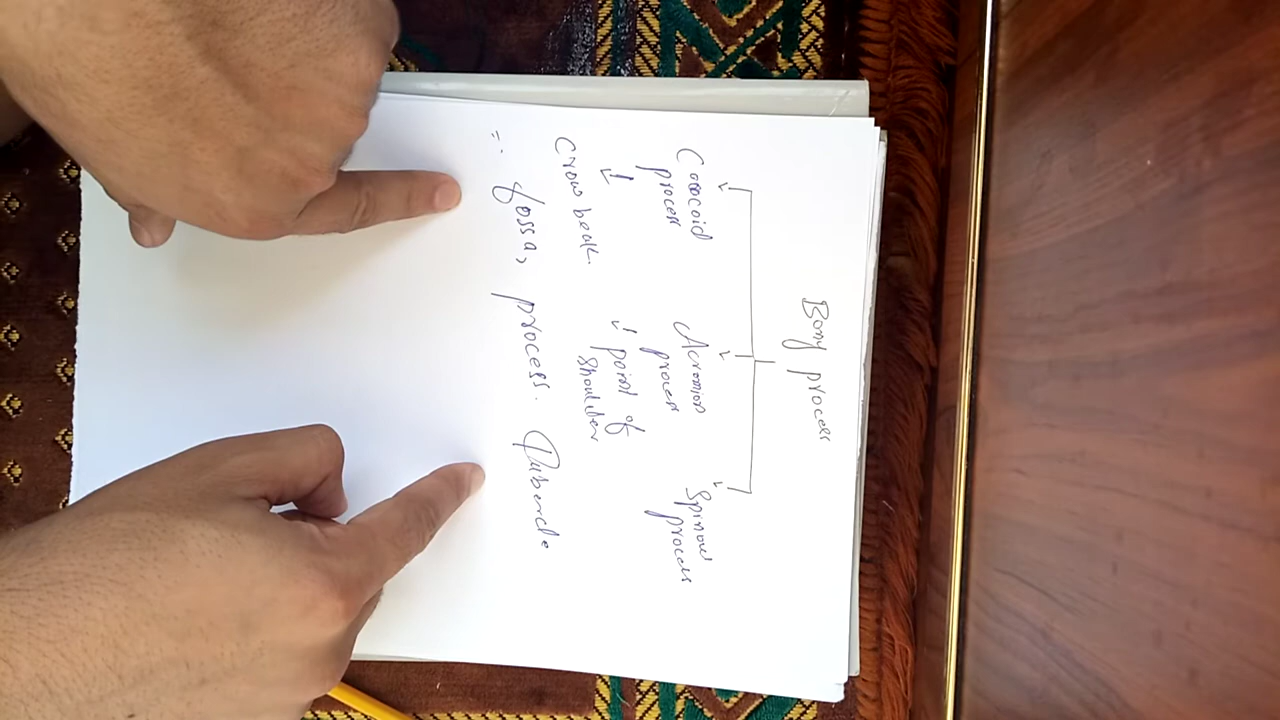 Bony process
Coracoid process
Acromion process
Spinous process
Crow beak.
point of shoulder
fossa, process. Tubercle